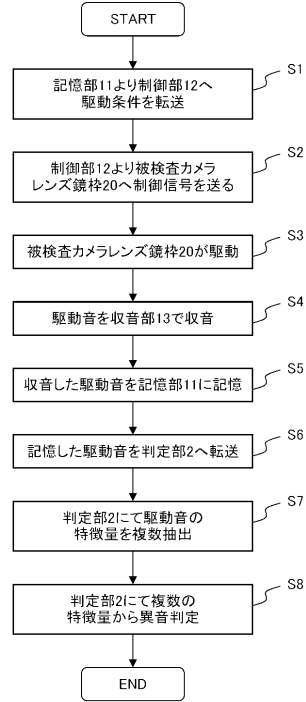 START
S1
記憶部11より制御部12へ
駆動条件を転送
S2
制御部12より被検査カメラ
レンズ鏡枠20へ制御信号を送る
S3
被検査カメラレンズ鏡枠20が駆動
S4
駆動音を収音部13で収音
S5
収音した駆動音を記憶部11に記憶
S6
記憶した駆動音を判定部2へ転送
S7
判定部2にて駆動音の
特徴量を複数抽出
S8
判定部2にて複数の
特徴量から異音判定
END